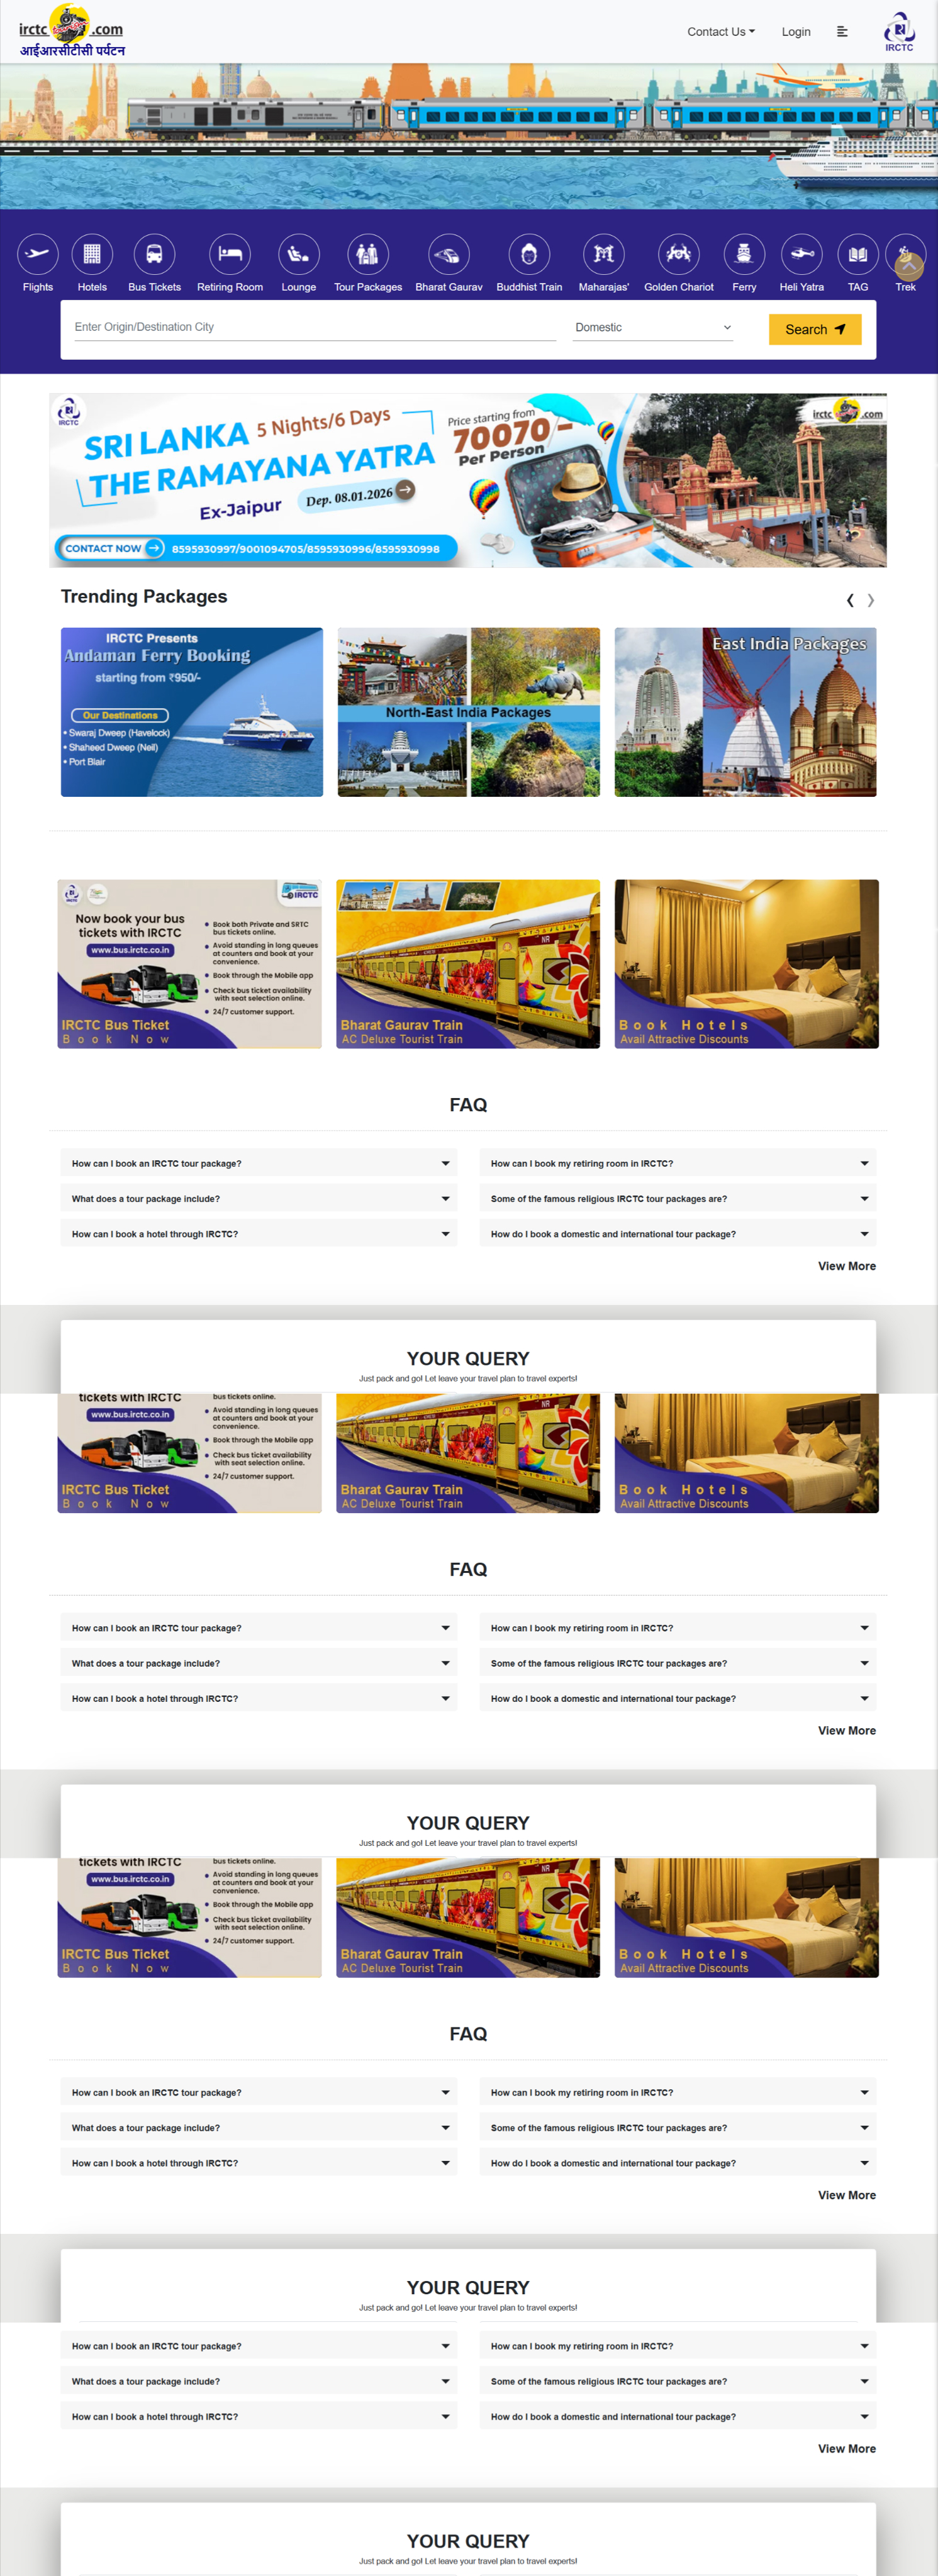 irctc
.com
आईआरसीटीसी पर्यटन
Contact Us
Login
IRCTC
Flights
Hotels
Bus Tickets
Retiring Room
Lounge
Tour Packages
Bharat Gaurav
Buddhist Train
Maharajas'
Golden Chariot
Ferry
Heli Yatra
TAG
Trek
Enter Origin/Destination City
Domestic
Search
IRCTC
SRI LANKA 5 Nights/6 Days
THE RAMAYANA YATRA
Ex-Jaipur
Dep. 08.01.2026
Price starting from
70070/-
Per Person
irctc .com
CONTACT NOW
8595930997/9001094705/8595930996/8595930998
Trending Packages
IRCTC Presents
Andaman Ferry Booking
starting from ₹950/-
Our Destinations
• Swaraj Dweep (Havelock)
• Shaheed Dweep (Neil)
• Port Blair
North-East India Packages
East India Packages
IRCTC
Now book your bus
tickets with IRCTC
www.bus.irctc.co.in
• Book both Private and SRTC
bus tickets online.
• Avoid standing in long queues
at counters and book at your
convenience.
• Book through the Mobile app
• Check bus ticket availability
with seat selection online.
• 24/7 customer support.
IRCTC Bus Ticket
Book Now
NR
Bharat Gaurav Train
AC Deluxe Tourist Train
Book Hotels
Avail Attractive Discounts
FAQ
How can I book an IRCTC tour package?
How can I book my retiring room in IRCTC?
What does a tour package include?
Some of the famous religious IRCTC tour packages are?
How can I book a hotel through IRCTC?
How do I book a domestic and international tour package?
View More
YOUR QUERY
Just pack and go! Let leave your travel plan to travel experts!
tickets with IRCTC
www.bus.irctc.co.in
bus tickets online.
• Avoid standing in long queues
at counters and book at your
convenience.
• Book through the Mobile app
• Check bus ticket availability
with seat selection online.
• 24/7 customer support.
IRCTC Bus Ticket
Book Now
NR
Bharat Gaurav Train
AC Deluxe Tourist Train
Book Hotels
Avail Attractive Discounts
FAQ
How can I book an IRCTC tour package?
How can I book my retiring room in IRCTC?
What does a tour package include?
Some of the famous religious IRCTC tour packages are?
How can I book a hotel through IRCTC?
How do I book a domestic and international tour package?
View More
YOUR QUERY
Just pack and go! Let leave your travel plan to travel experts!
tickets with IRCTC
www.bus.irctc.co.in
bus tickets online.
• Avoid standing in long queues
at counters and book at your
convenience.
• Book through the Mobile app
• Check bus ticket availability
with seat selection online.
• 24/7 customer support.
IRCTC Bus Ticket
Book Now
NR
Bharat Gaurav Train
AC Deluxe Tourist Train
Book Hotels
Avail Attractive Discounts
FAQ
How can I book an IRCTC tour package?
How can I book my retiring room in IRCTC?
What does a tour package include?
Some of the famous religious IRCTC tour packages are?
How can I book a hotel through IRCTC?
How do I book a domestic and international tour package?
View More
YOUR QUERY
Just pack and go! Let leave your travel plan to travel experts!
How can I book an IRCTC tour package?
How can I book my retiring room in IRCTC?
What does a tour package include?
Some of the famous religious IRCTC tour packages are?
How can I book a hotel through IRCTC?
How do I book a domestic and international tour package?
View More
YOUR QUERY
Just pack and go! Let leave your travel plan to travel experts!